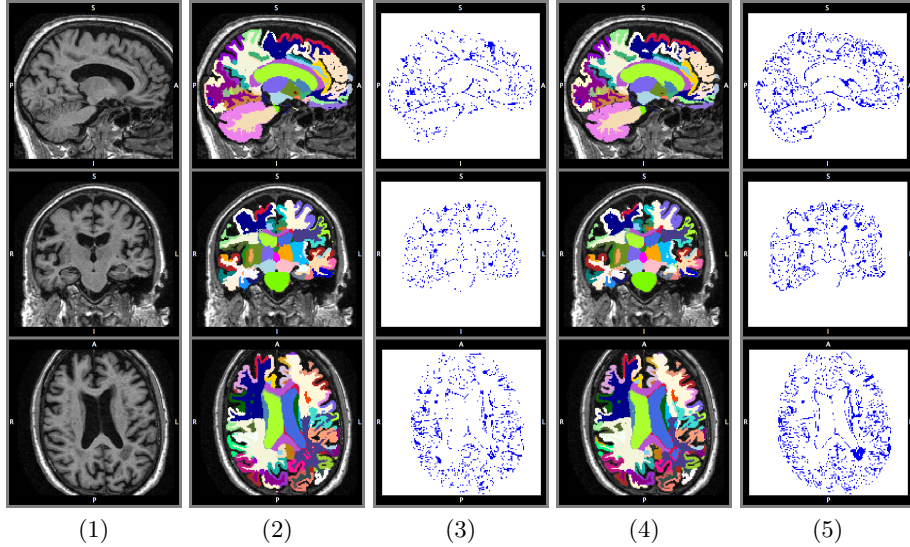 S S S S S
P A
I I I I I
S S S S S
R L R L R L R L R L
I I I I I
A A A A A
R L R L R L R L R L
P P P P P
(1) (2) (3) (4) (5)